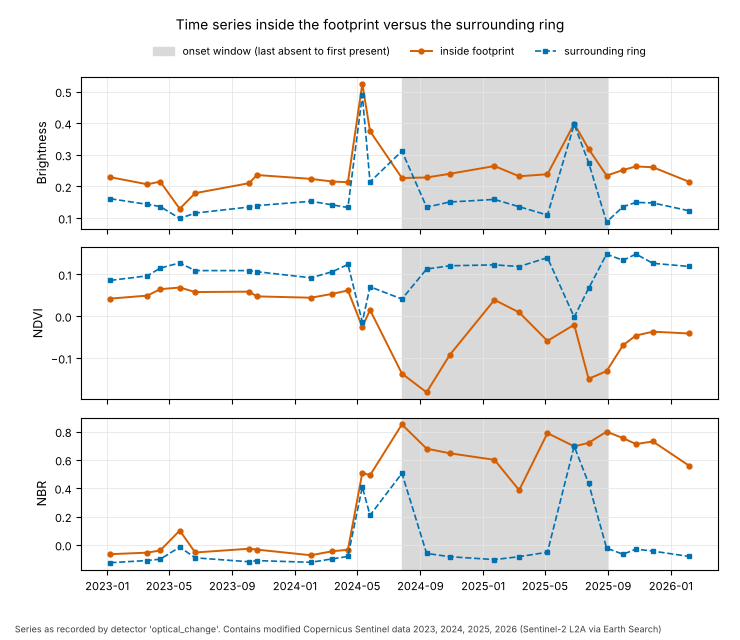 Time series inside the footprint versus the surrounding ring
onset window (last absent to first present) inside footprint surrounding ring
Brightness
0.5
0.4
0.3
0.2
0.1
NDVI
0.1
0.0
−0.1
NBR
0.8
0.6
0.4
0.2
0.0
2023-01 2023-05 2023-09 2024-01 2024-05 2024-09 2025-01 2025-05 2025-09 2026-01
Series as recorded by detector 'optical_change'. Contains modified Copernicus Sentinel data 2023, 2024, 2025, 2026 (Sentinel-2 L2A via Earth Search)